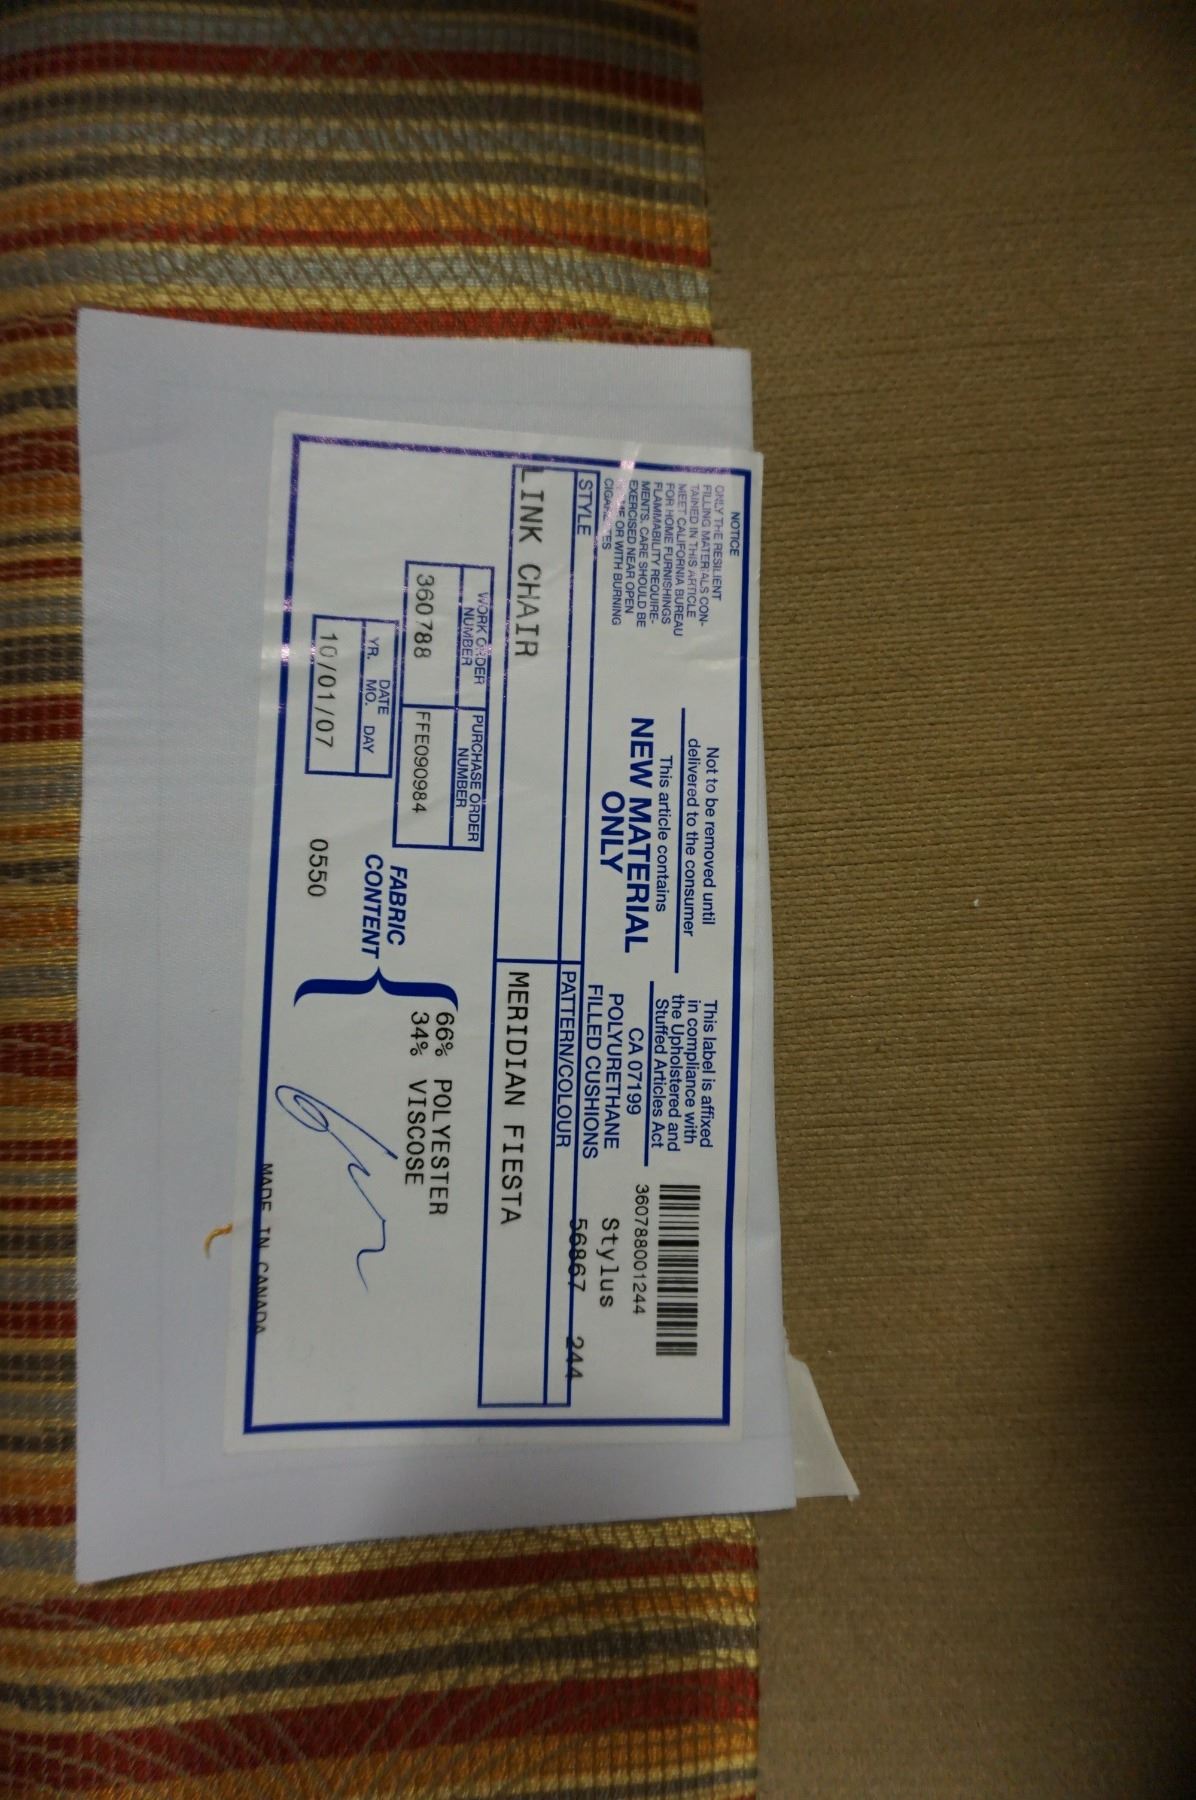 NOTICE
ONLY THE RESILIENT
FILLING MATERIALS CON-
TAINED IN THIS ARTICLE
MEET CALIFORNIA BUREAU
FOR HOME FURNISHINGS
FLAMMABILITY REQUIRE-
MENTS. CARE SHOULD BE
EXERCISED NEAR OPEN
OR WITH BURNING
Not to be removed until
delivered to the consumer
This article contains
NEW MATERIAL
ONLY
This label is affixed
in compliance with
the Upholstered and
Stuffed Articles Act
CA 07199
POLYURETHANE
FILLED CUSHIONS
360788001244
Stylus
56867 244
STYLE
PATTERN/COLOUR
LINK CHAIR
MERIDIAN FIESTA
WORK ORDER
NUMBER
PURCHASE ORDER
NUMBER
360788
FFE090984
DATE
YR. MO. DAY
10/01/07
0550
FABRIC
CONTENT
66% POLYESTER
34% VISCOSE
MADE IN CANADA